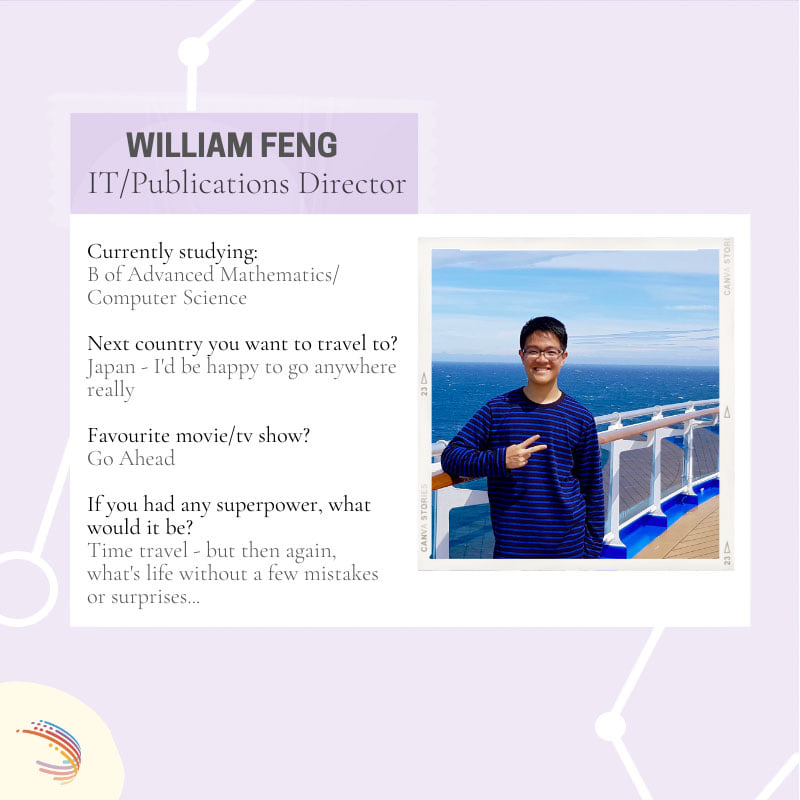 WILLIAM FENG
IT/Publications Director
Currently studying:
B of Advanced Mathematics/
Computer Science
Next country you want to travel to?
Japan - I'd be happy to go anywhere
really
Favourite movie/tv show?
Go Ahead
If you had any superpower, what
would it be?
Time travel - but then again,
what's life without a few mistakes
or surprises...
CANVA STORIES
23
CANVA STORIES
23